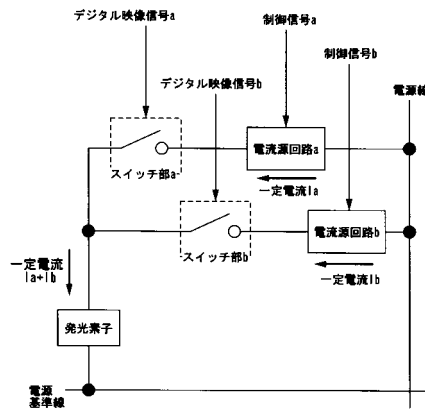 デジタル映像信号a
制御信号a
デジタル映像信号b
制御信号b
電源線
電流源回路a
スイッチ部a
一定電流Ia
電流源回路b
スイッチ部b
一定電流Ib
一定電流
Ia+Ib
発光素子
電源
基準線